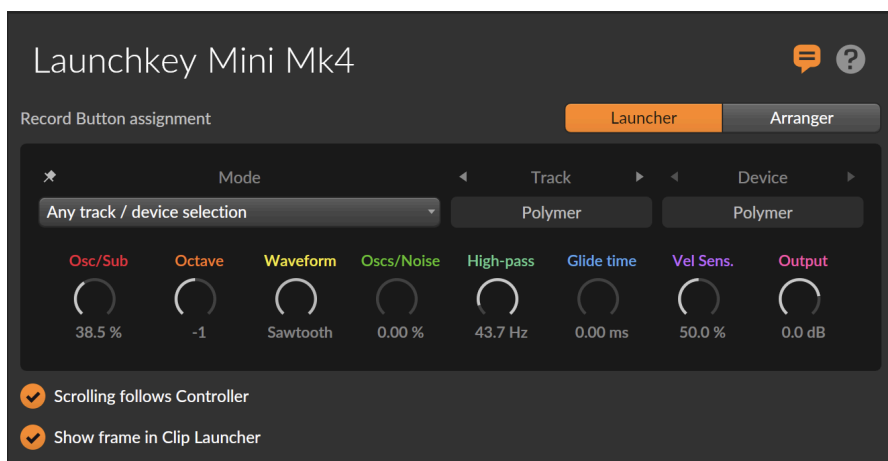 Launchkey Mini Mk4
?
Record Button assignment
Launcher
Arranger
Mode
Track
Device
Any track / device selection
Polymer
Polymer
Osc/Sub
Octave
Waveform
Oscs/Noise
High-pass
Glide time
Vel Sens.
Output
38.5 %
-1
Sawtooth
0.00 %
43.7 Hz
0.00 ms
50.0 %
0.0 dB
Scrolling follows Controller
Show frame in Clip Launcher